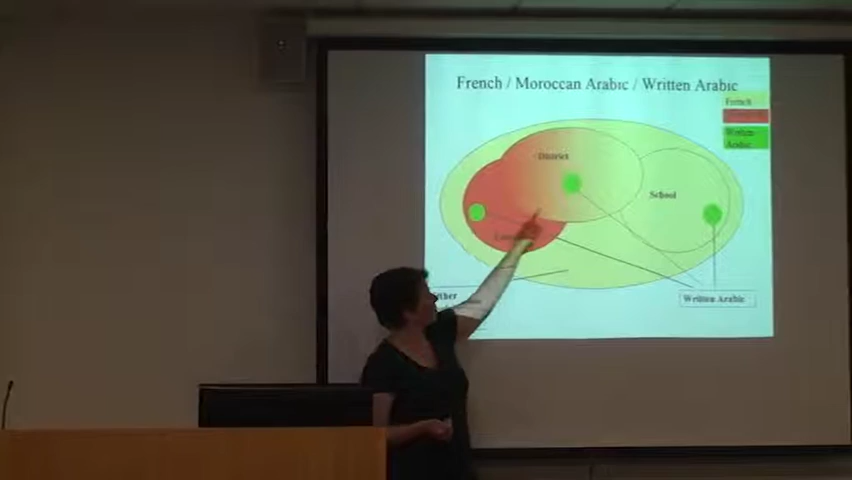 French / Moroccan Arabic / Written Arabic
French
Written
Arabic
District
School
Written Arabic